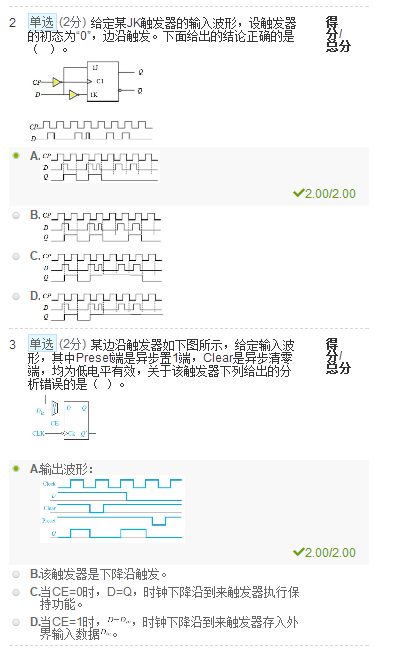 2 单选 (2分) 给定某JK触发器的输入波形，设触发器
的初态为“0”，边沿触发。下面给出的结论正确的是
（ ）。
得
分/
总分
1J Q
CP C1
D 1K Q
CP
D
A. CP
D
Q
2.00/2.00
B. CP
D
Q
C. CP
D
Q
D. CP
D
Q
3 单选 (2分) 某边沿触发器如下图所示，给定输入波
形，其中Preset端是异步置1端，Clear是异步清零
端，均为低电平有效，关于该触发器下列给出的分
析错误的是（ ）。
得
分/
总分
D Q
Din
CE
CLK Ck Q'
A.输出波形：
Clock
D
Clear
Preset
Q
2.00/2.00
B.该触发器是下降沿触发。
C.当CE=0时，D=Q，时钟下降沿到来触发器执行保
持功能。
D.当CE=1时，D=Din，时钟下降沿到来触发器存入外
界输入数据Din。